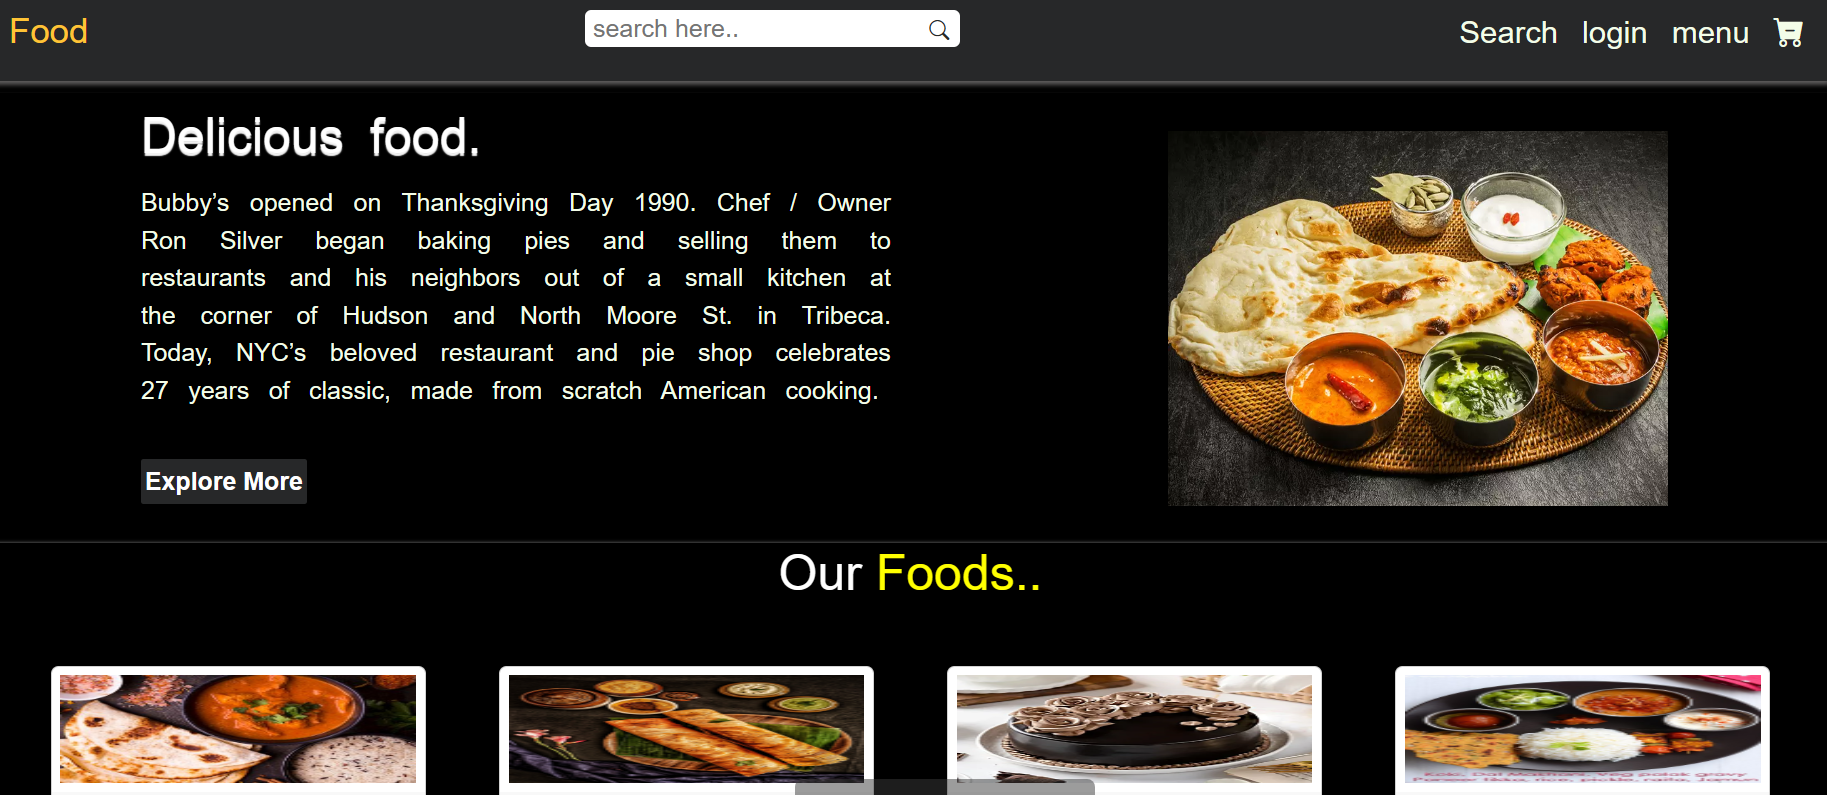 Food
search here..
Search login menu
Delicious food.
Bubby’s opened on Thanksgiving Day 1990. Chef / Owner
Ron Silver began baking pies and selling them to
restaurants and his neighbors out of a small kitchen at
the corner of Hudson and North Moore St. in Tribeca.
Today, NYC’s beloved restaurant and pie shop celebrates
27 years of classic, made from scratch American cooking.
Explore More
Our Foods..